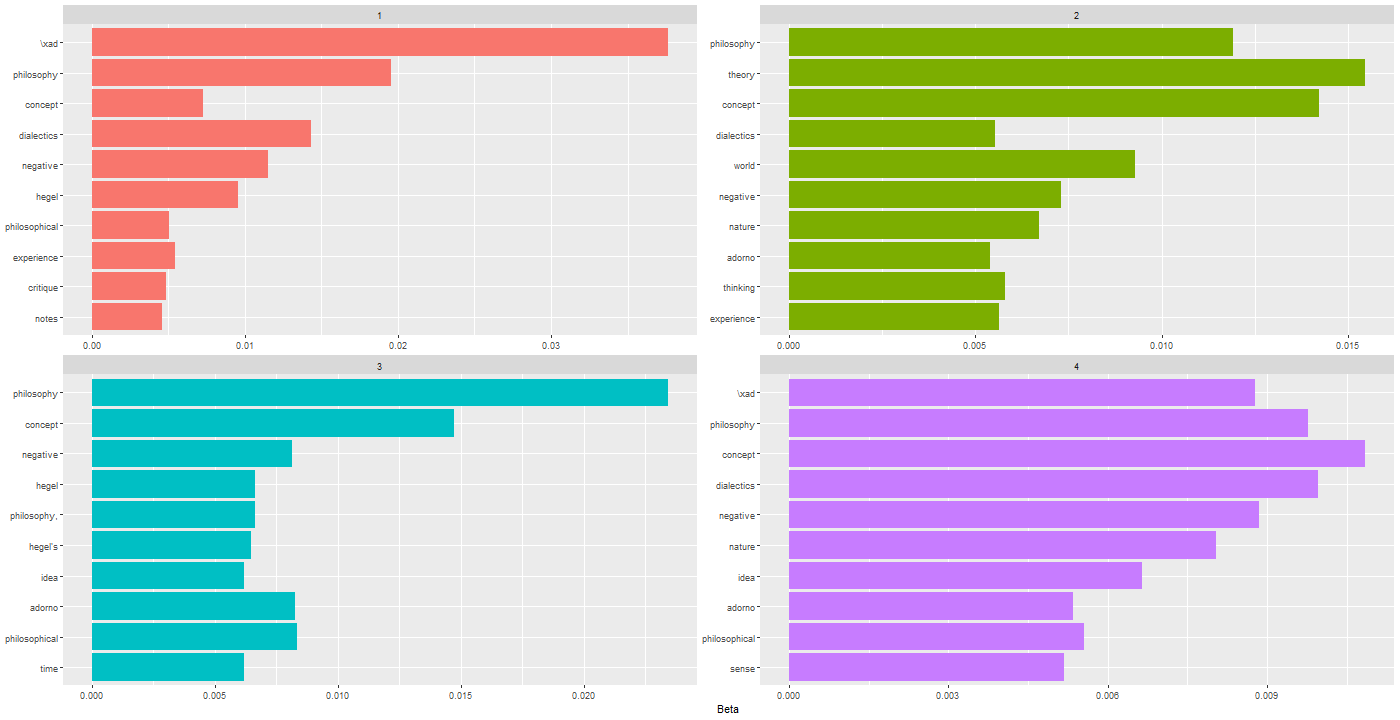 1
\xad
philosophy
concept
dialectics
negative
hegel
philosophical
experience
critique
notes
0.00 0.01 0.02 0.03
2
philosophy
theory
concept
dialectics
world
negative
nature
adorno
thinking
experience
0.000 0.005 0.010 0.015
3
philosophy
concept
negative
hegel
philosophy,
hegel's
idea
adorno
philosophical
time
0.000 0.005 0.010 0.015 0.020
4
\xad
philosophy
concept
dialectics
negative
nature
idea
adorno
philosophical
sense
0.000 0.003 0.006 0.009
Beta